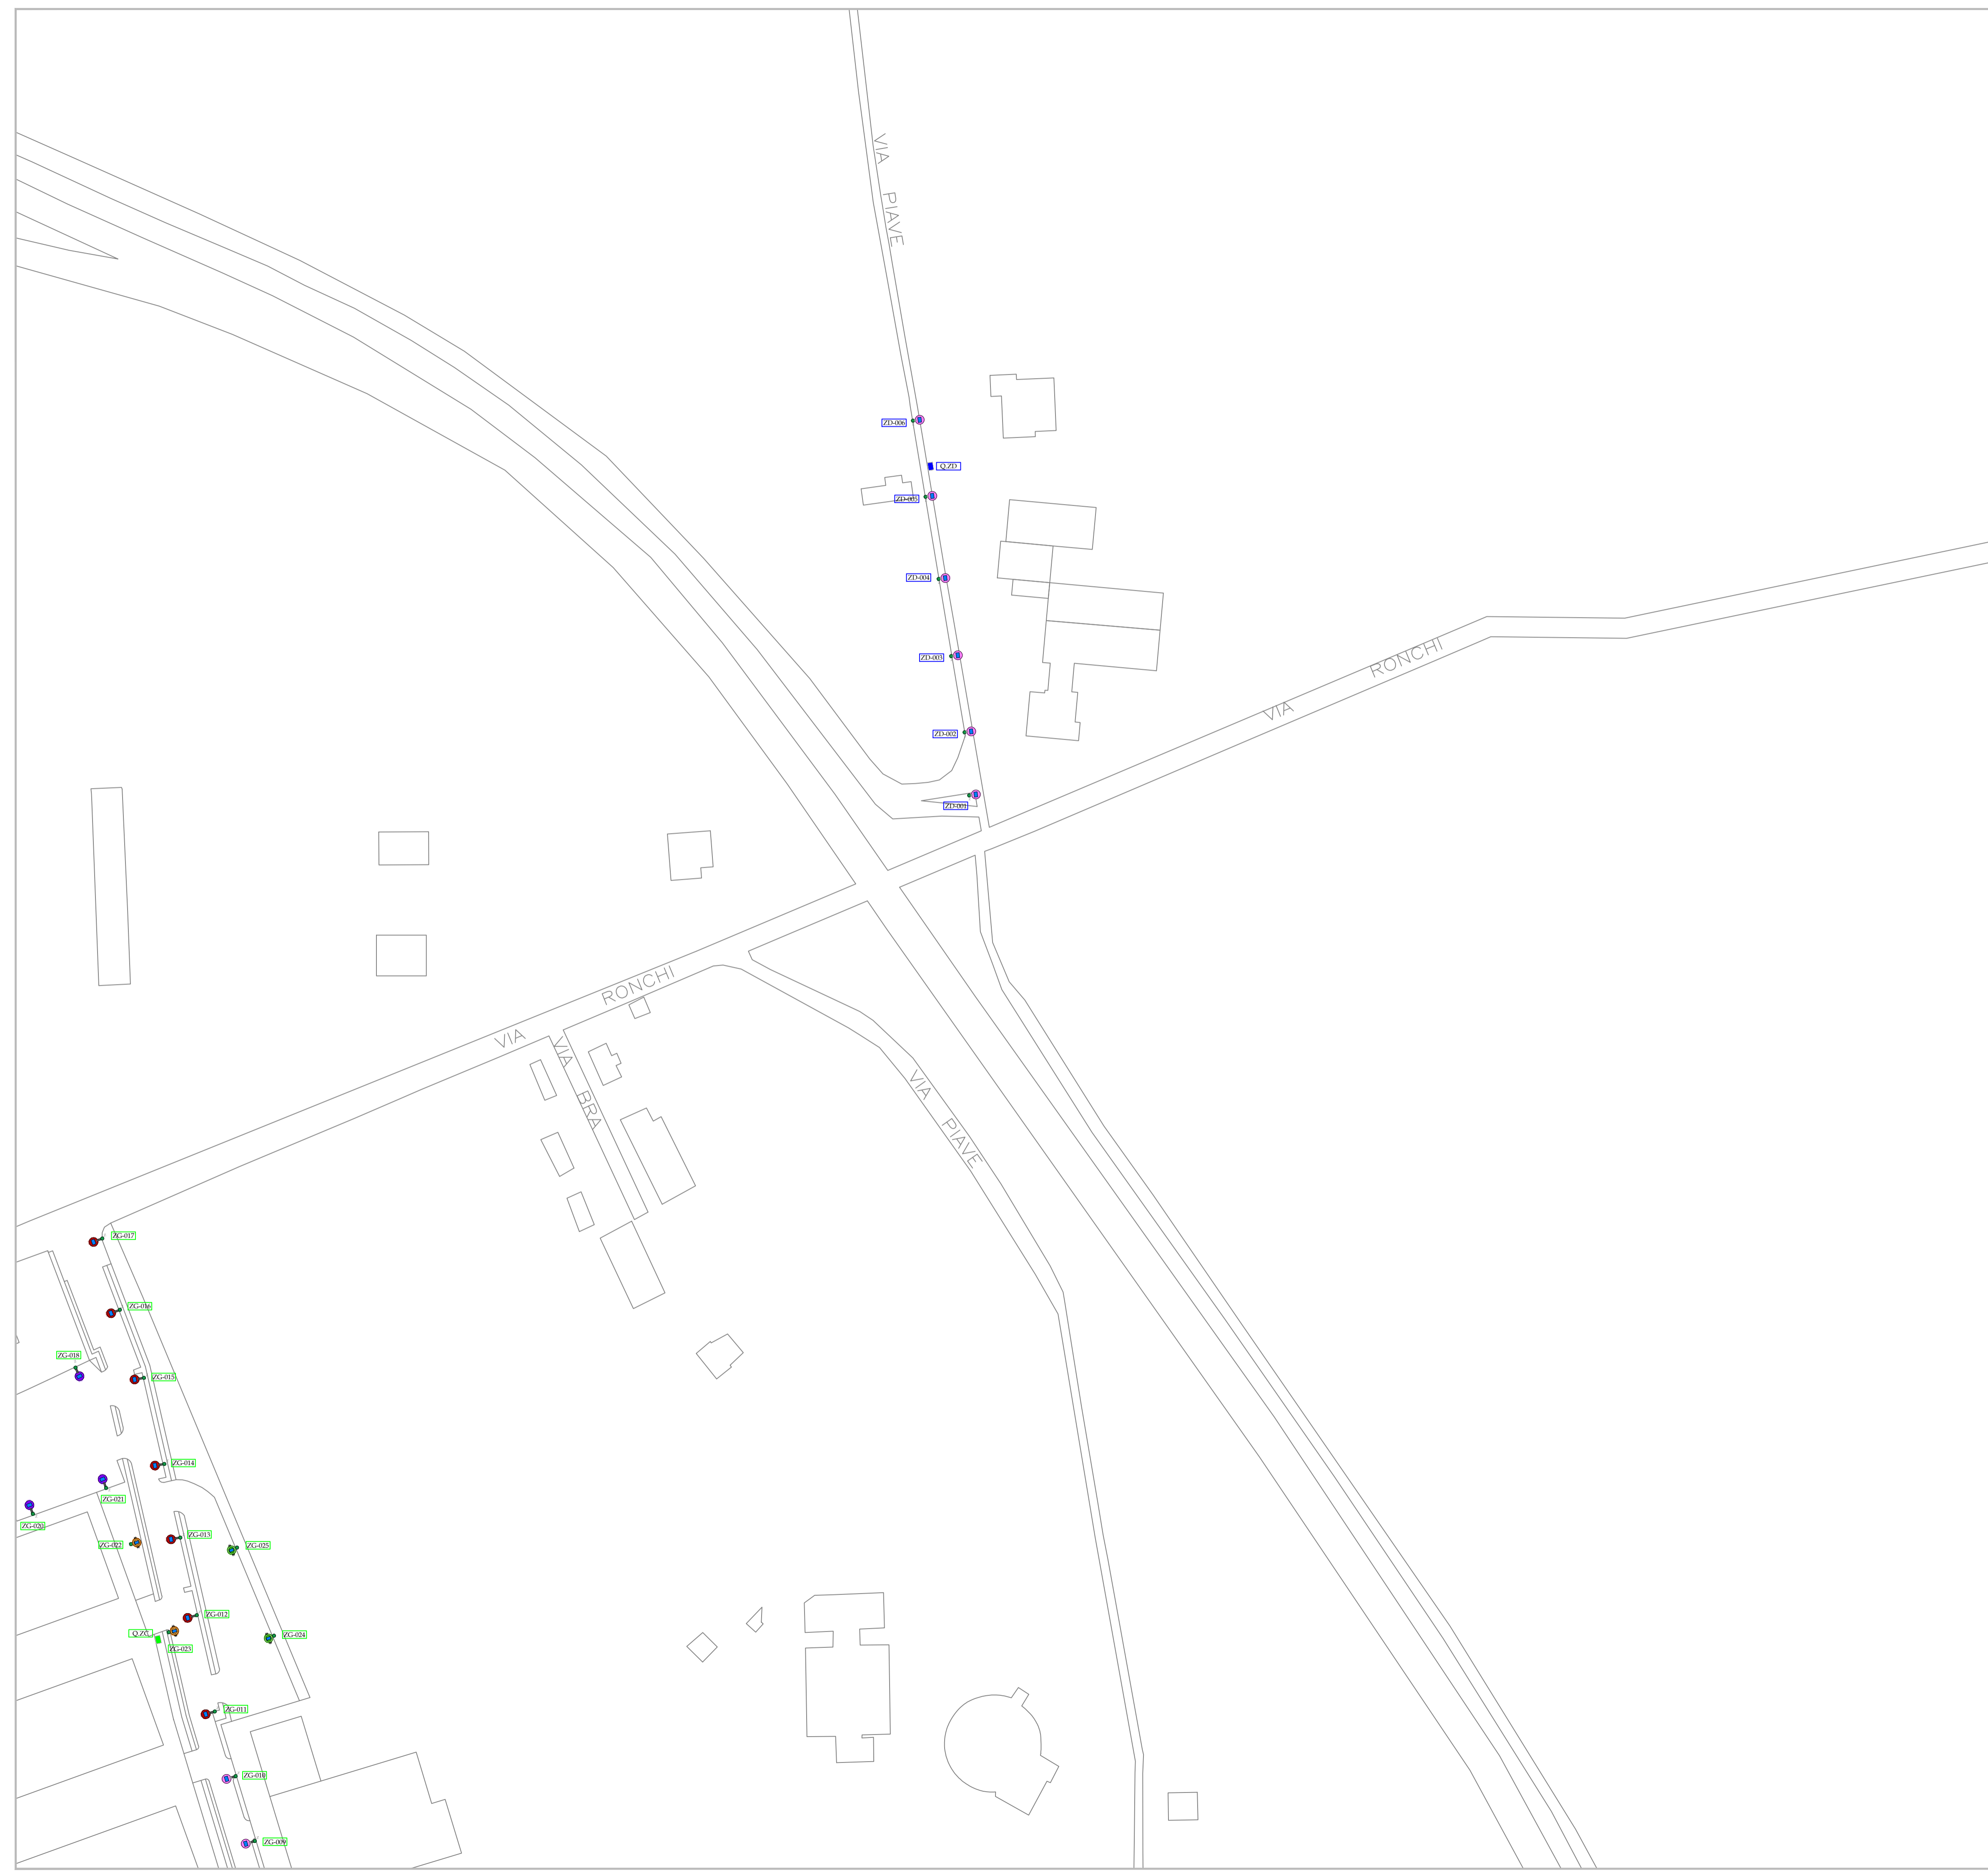 VIA PIAVE
ZD-006
Q.ZD
ZD-005
ZD-004
ZD-003
ZD-002
ZD-001
VIA RONCHI
VIA RONCHI
VIA BRA
VIA PIAVE
ZG-017
ZG-016
ZG-018
ZG-015
ZG-014
ZG-021
ZG-020
ZG-013
ZG-022
ZG-025
ZG-012
ZG-023
ZG-024
ZG-011
ZG-010
ZG-009